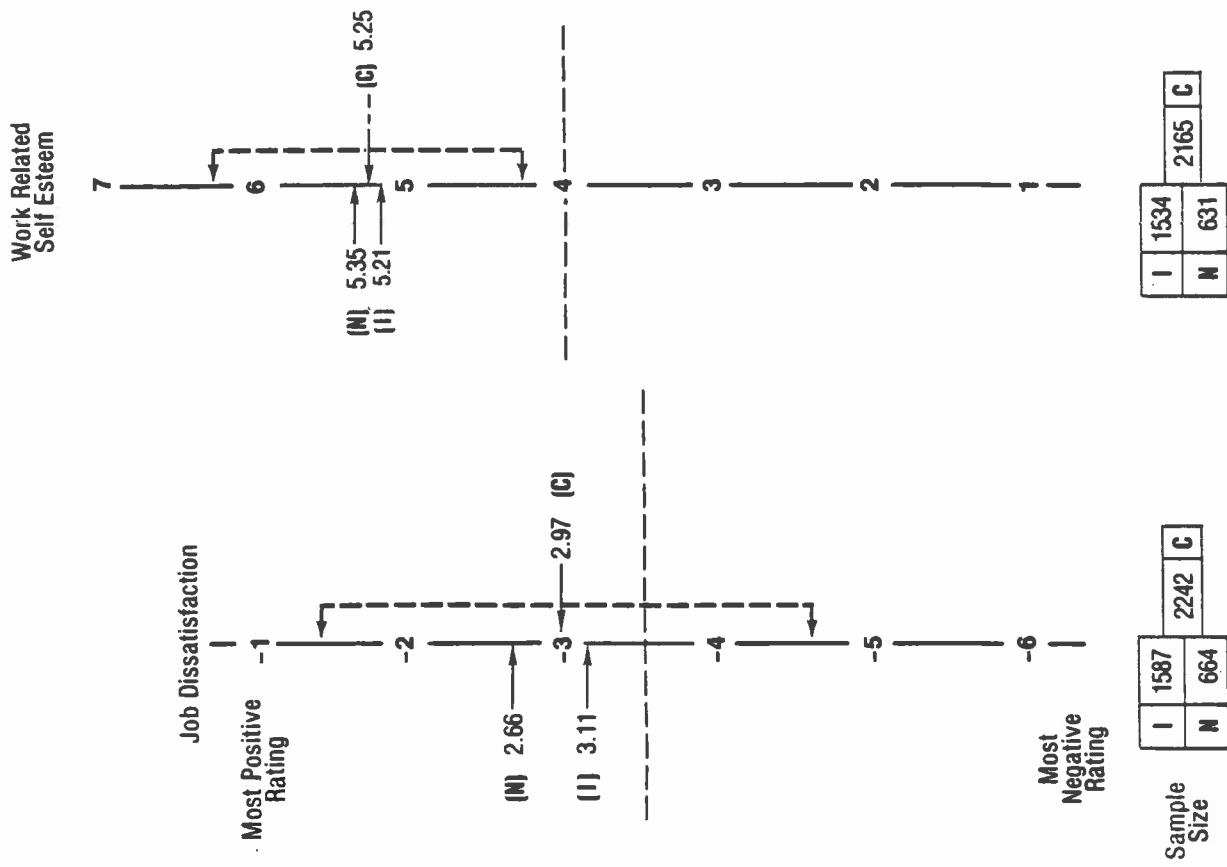 Job Dissatisfaction
Most Positive
Rating
-1
-2
-3
-4
-5
-6
(N) 2.66
(I) 3.11
2.97 (C)
Most
Negative
Rating
Sample
Size
I 1587
N 664
2242 C
Work Related
Self Esteem
7
6
5
4
3
2
1
(N) 5.35
(I) 5.21
(C) 5.25
I 1534
N 631
2165 C